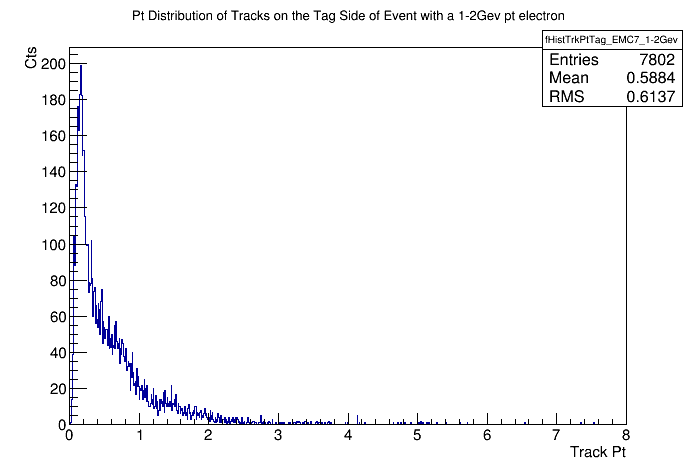 Pt Distribution of Tracks on the Tag Side of Event with a 1-2Gev pt electron
fHistTrkPtTag_EMC7_1-2Gev
Entries 7802
Mean 0.5884
RMS 0.6137
Cts
200
180
160
140
120
100
80
60
40
20
0
0 1 2 3 4 5 6 7 8
Track Pt